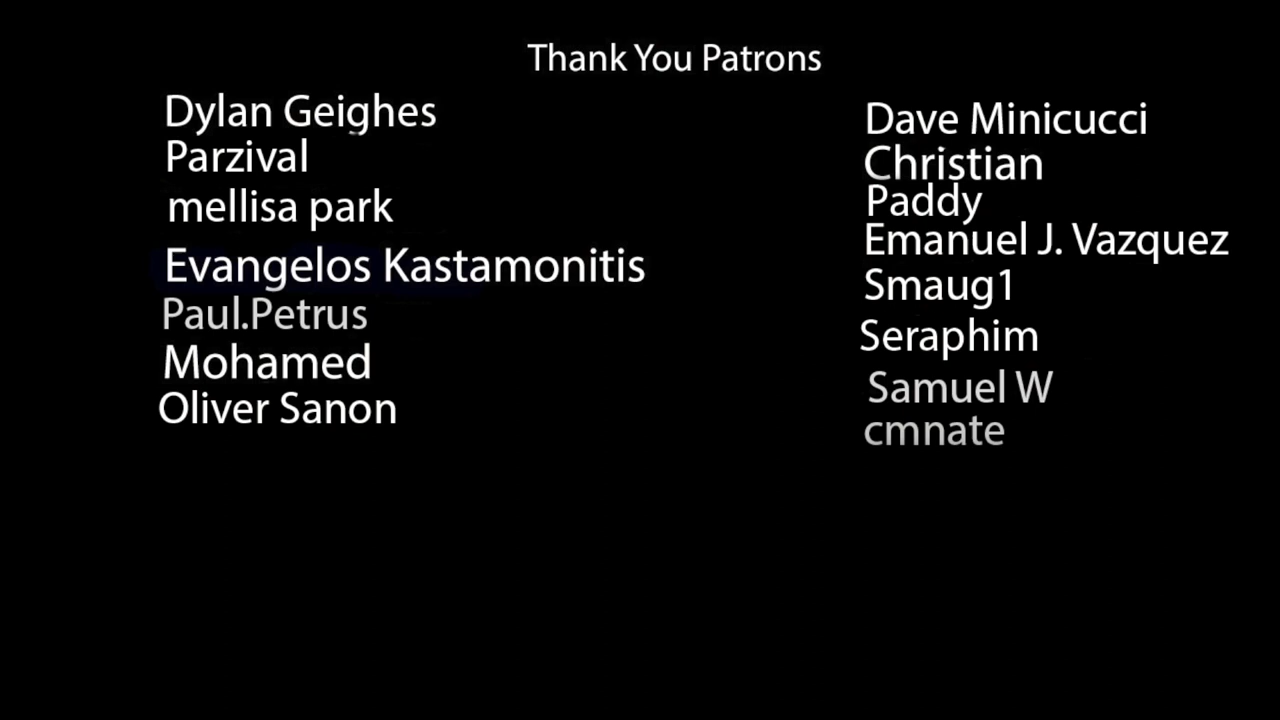 Thank You Patrons
Dylan Geighes
Parzival
mellisa park
Evangelos Kastamonitis
Paul.Petrus
Mohamed
Oliver Sanon
Dave Minicucci
Christian
Paddy
Emanuel J. Vazquez
Smaug1
Seraphim
Samuel W
cmnate